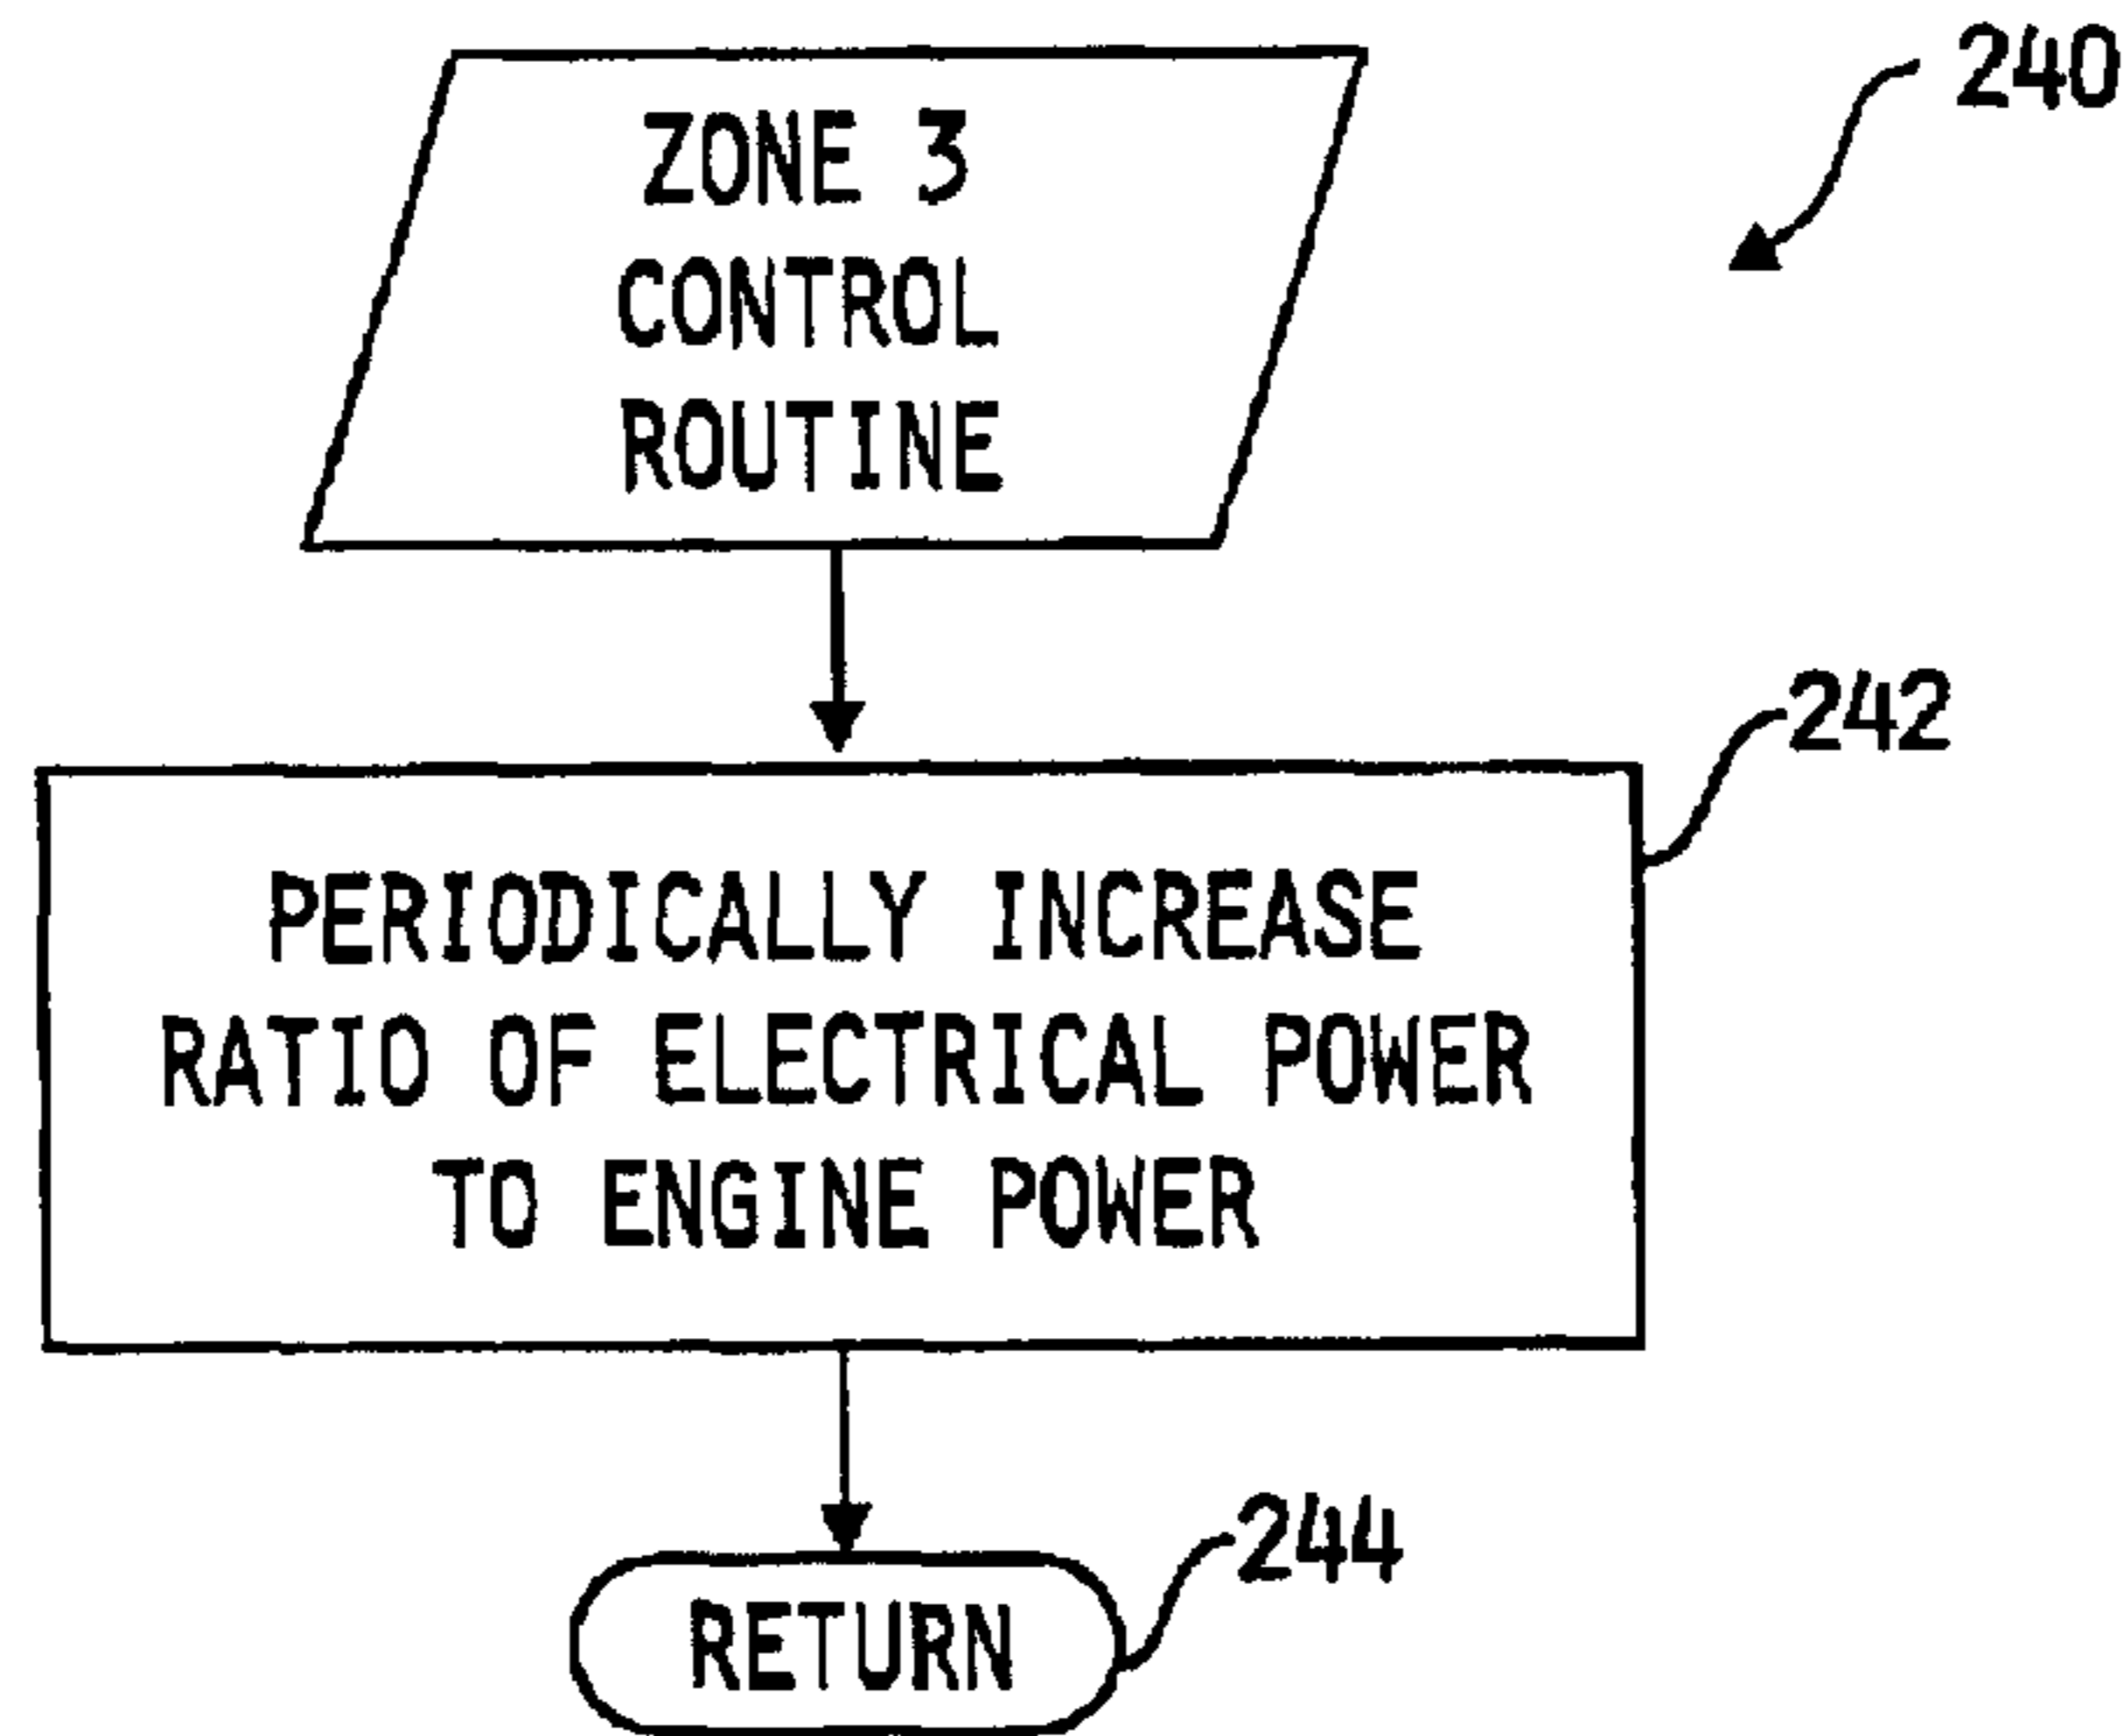 240
ZONE 3
CONTROL
ROUTINE
242
PERIODICALLY INCREASE
RATIO OF ELECTRICAL POWER
TO ENGINE POWER
244
RETURN